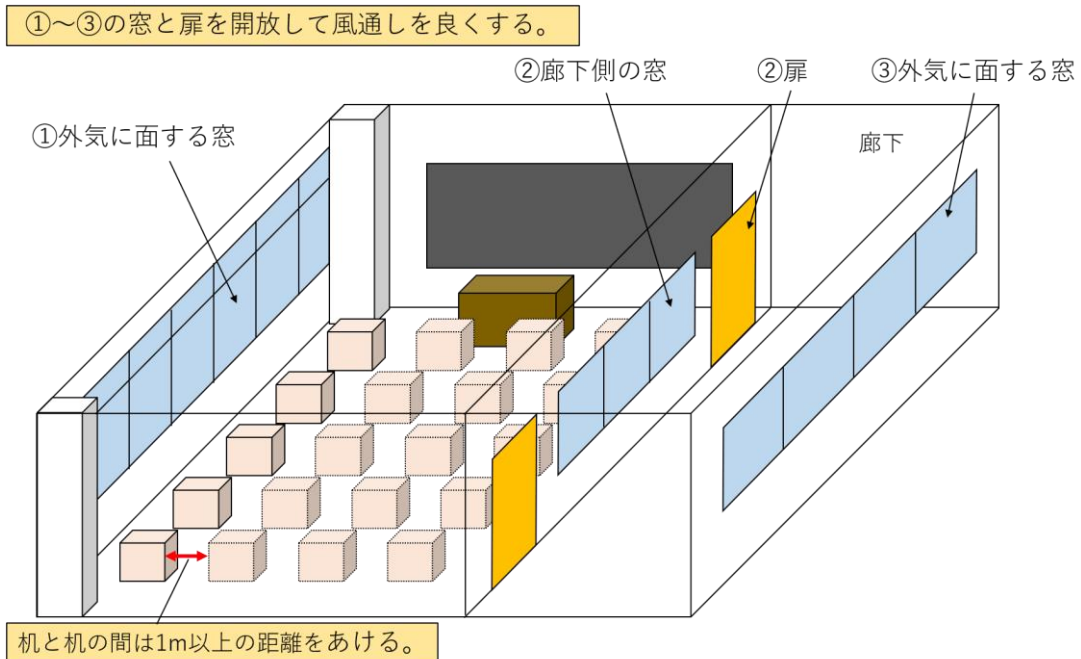 ①～③の窓と扉を開放して風通しを良くする。
②廊下側の窓
②扉
③外気に面する窓
①外気に面する窓
廊下
机と机の間は1m以上の距離をあける。